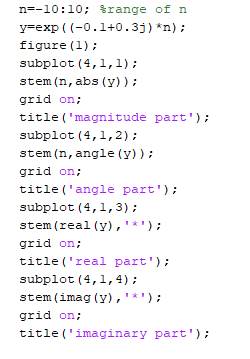 n=-10:10; %range of n
y=exp((-0.1+0.3j)*n);
figure(1);
subplot(4,1,1);
stem(n,abs(y));
grid on;
title('magnitude part');
subplot(4,1,2);
stem(n,angle(y));
grid on;
title('angle part');
subplot(4,1,3);
stem(real(y),'*');
grid on;
title('real part');
subplot(4,1,4);
stem(imag(y),'*');
grid on;
title('imaginary part');